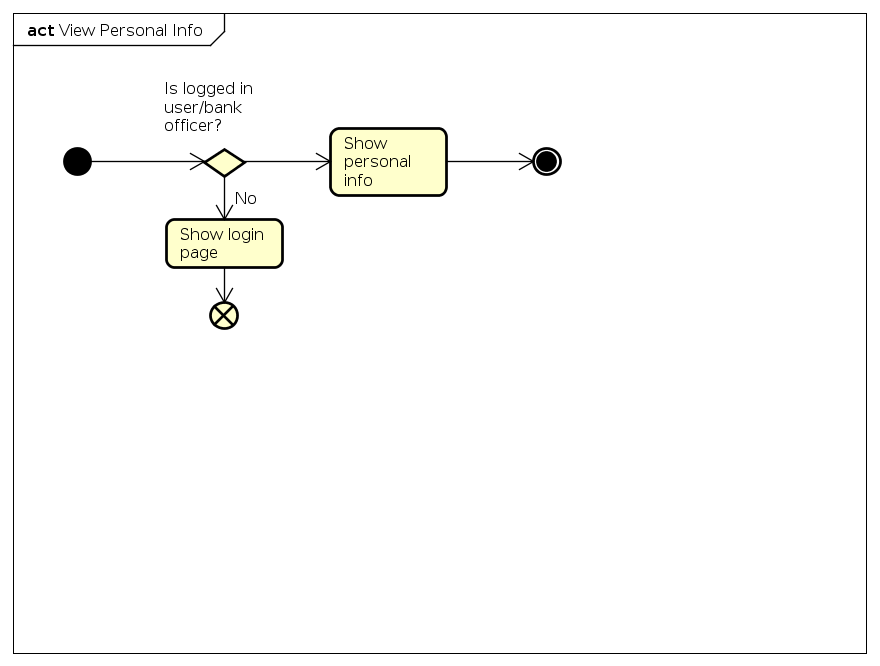 act View Personal Info
Is logged in
user/bank
officer?
Show
personal
info
No
Show login
page